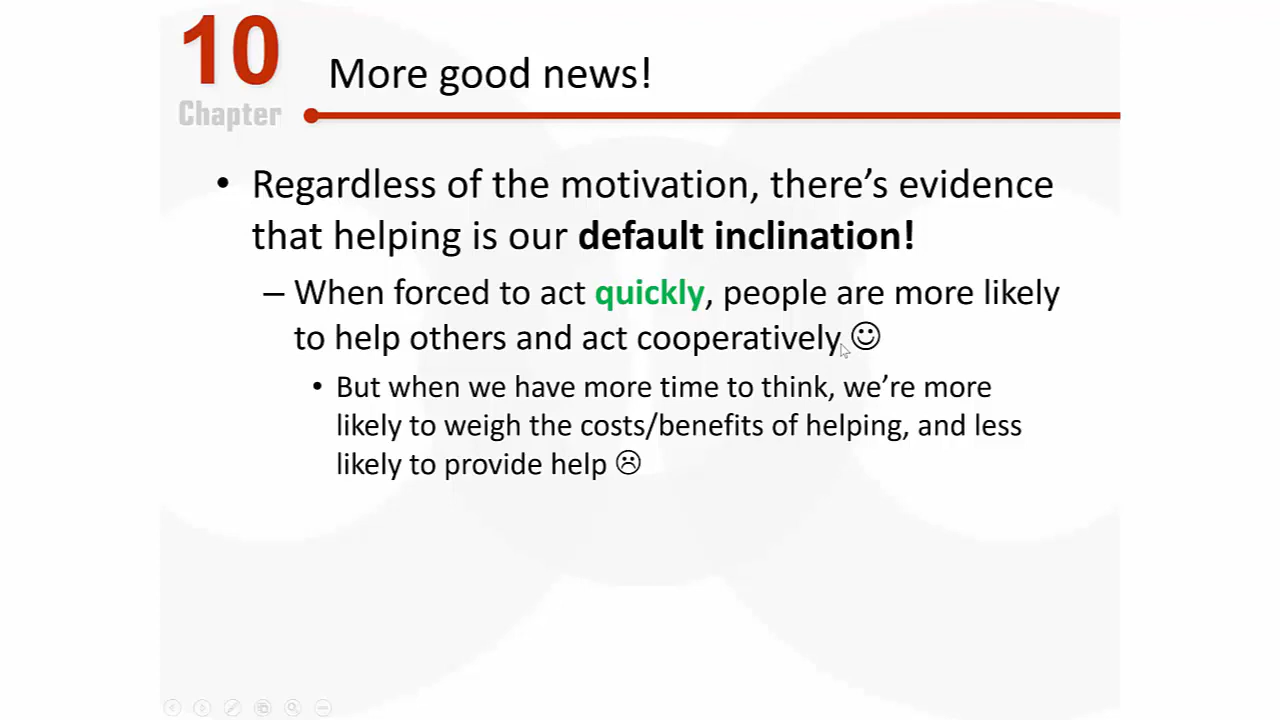 10
Chapter
More good news!
• Regardless of the motivation, there’s evidence
that helping is our default inclination!
– When forced to act quickly, people are more likely
to help others and act cooperatively ☺
• But when we have more time to think, we’re more
likely to weigh the costs/benefits of helping, and less
likely to provide help ☹